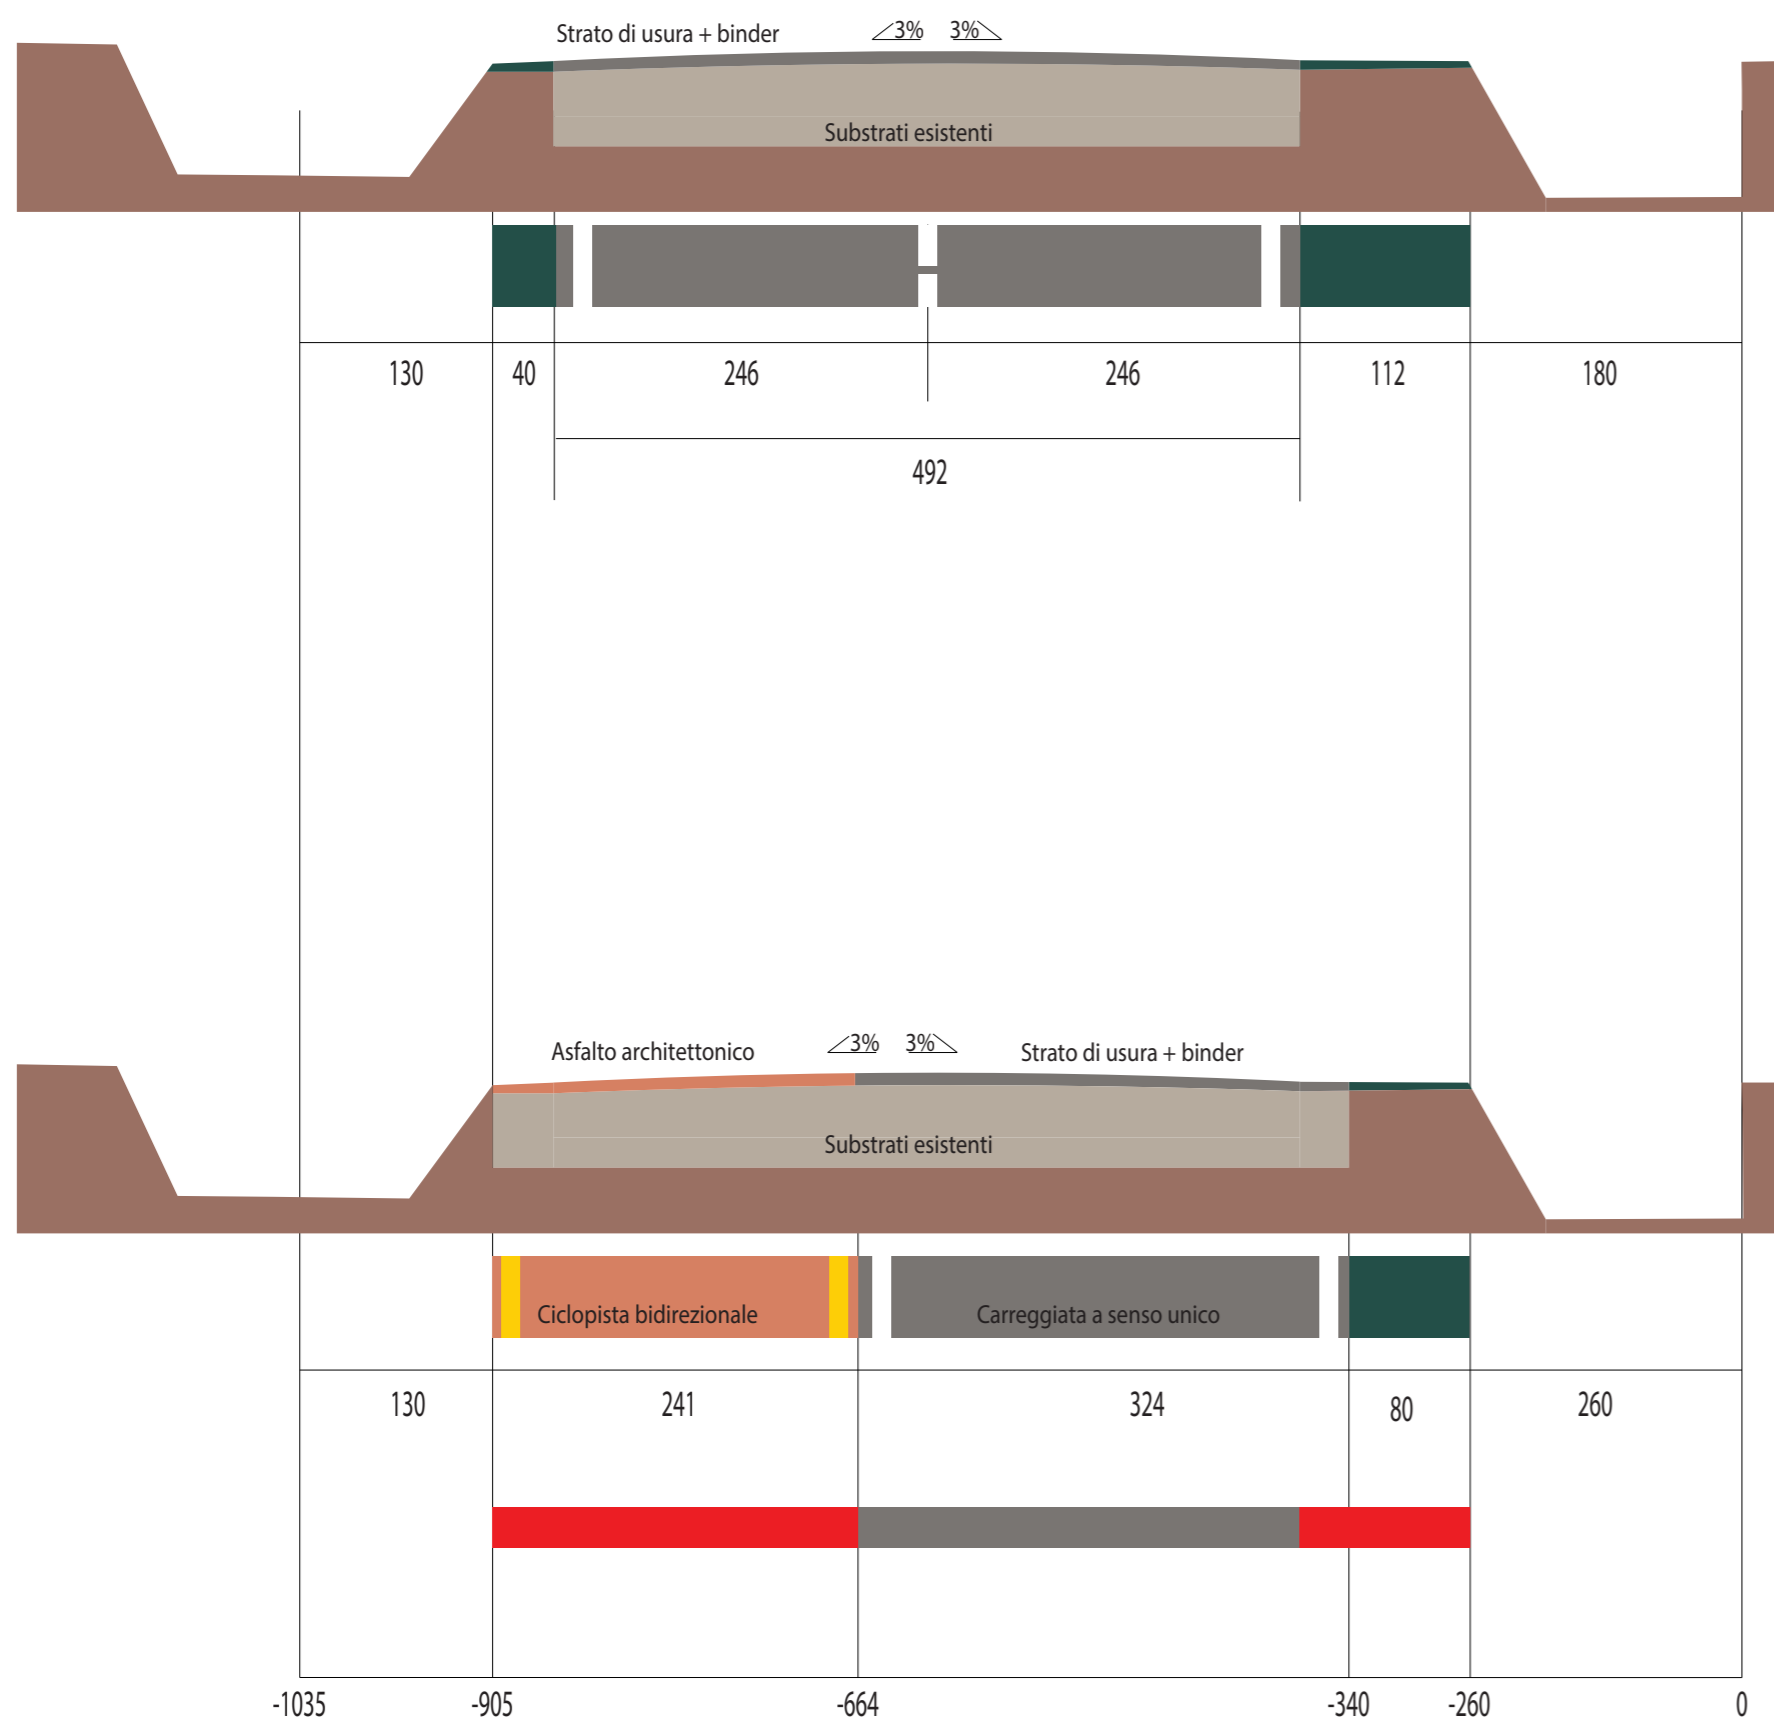 Strato di usura + binder
3% 3%
Substrati esistenti
130 40 246 246 112 180
492
Asfalto architettonico
3% 3%
Strato di usura + binder
Substrati esistenti
Ciclopista bidirezionale
Carreggiata a senso unico
130 241 324 80 260
-1035 -905 -664 -340 -260 0